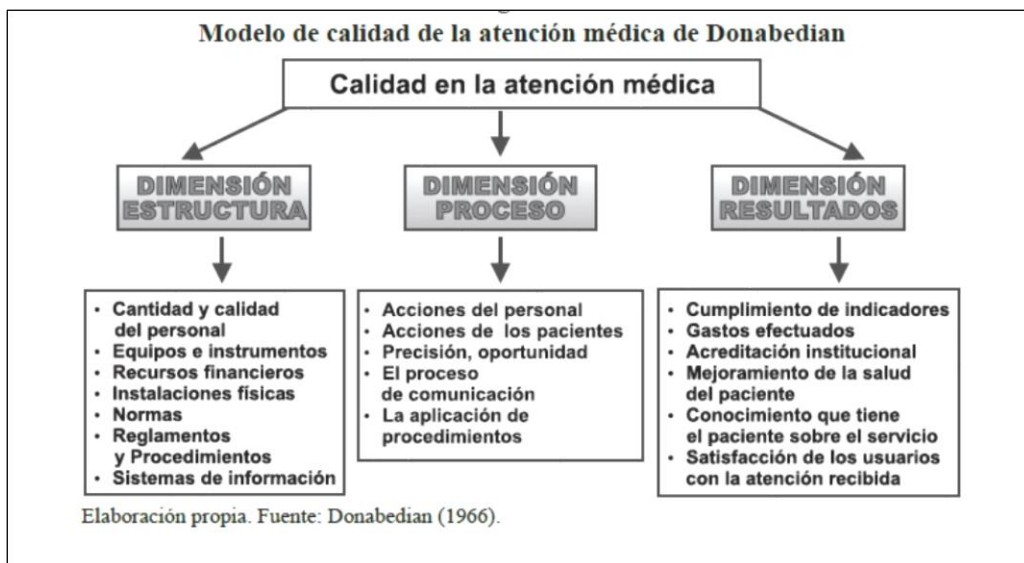 Modelo de calidad de la atención médica de Donabedian
Calidad en la atención médica
DIMENSIÓN
ESTRUCTURA
DIMENSIÓN
PROCESO
DIMENSIÓN
RESULTADOS
• Cantidad y calidad
del personal
• Equipos e instrumentos
• Recursos financieros
• Instalaciones físicas
• Normas
• Reglamentos
y Procedimientos
• Sistemas de información
• Acciones del personal
• Acciones de los pacientes
• Precisión, oportunidad
• El proceso
de comunicación
• La aplicación de
procedimientos
• Cumplimiento de indicadores
• Gastos efectuados
• Acreditación institucional
• Mejoramiento de la salud
del paciente
• Conocimiento que tiene
el paciente sobre el servicio
• Satisfacción de los usuarios
con la atención recibida
Elaboración propia. Fuente: Donabedian (1966).